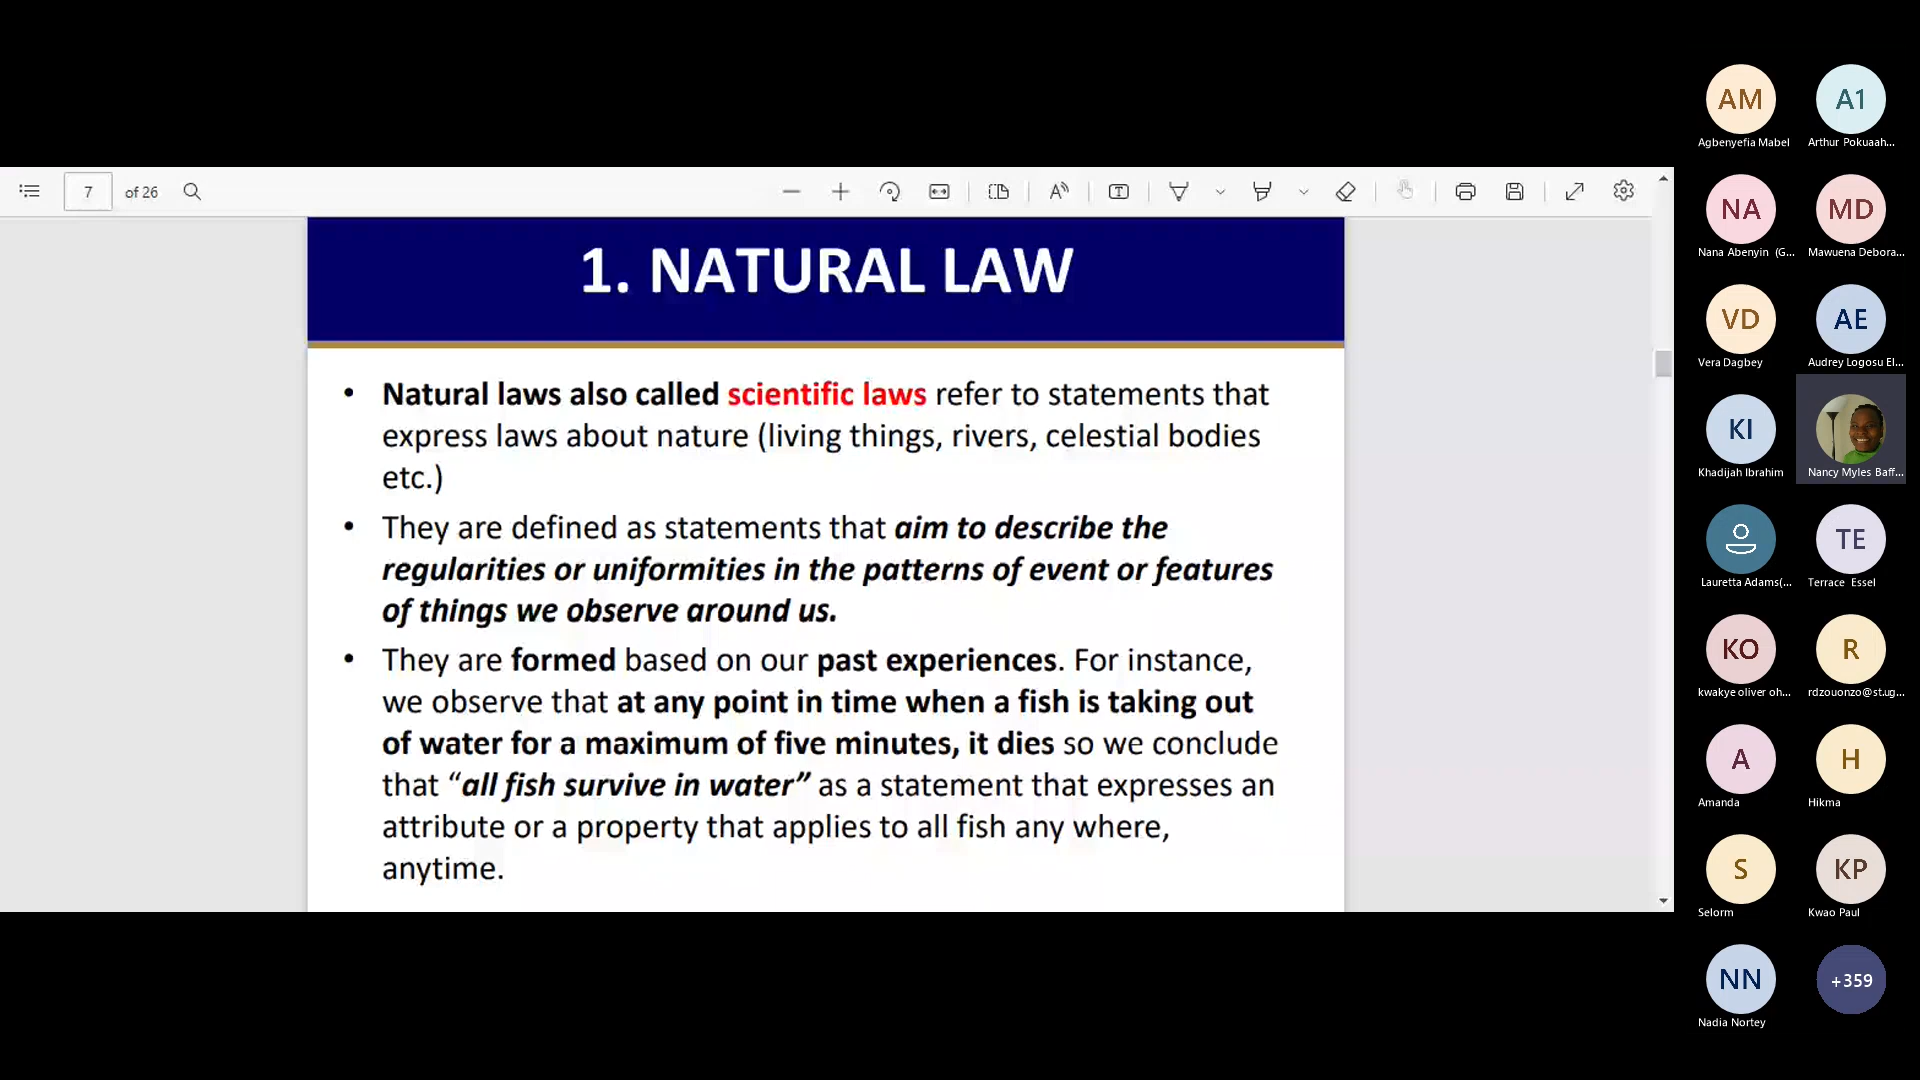 7 of 26
1. NATURAL LAW
• Natural laws also called scientific laws refer to statements that
express laws about nature (living things, rivers, celestial bodies
etc.)
• They are defined as statements that aim to describe the
regularities or uniformities in the patterns of event or features
of things we observe around us.
• They are formed based on our past experiences. For instance,
we observe that at any point in time when a fish is taking out
of water for a maximum of five minutes, it dies so we conclude
that “all fish survive in water” as a statement that expresses an
attribute or a property that applies to all fish any where,
anytime.
AM A1
Agbenyefia Mabel Arthur Pokuaah...
NA MD
Nana Abenyin (G... Mawuena Debora...
VD AE
Vera Dagbey Audrey Logosu El...
KI
Khadijah Ibrahim Nancy Myles Baff...
TE
Lauretta Adams(... Terrace Essel
KO R
kwakye oliver oh... rdzouonzo@st.ug...
A H
Amanda Hikma
S KP
Selorm Kwao Paul
NN +359
Nadia Nortey